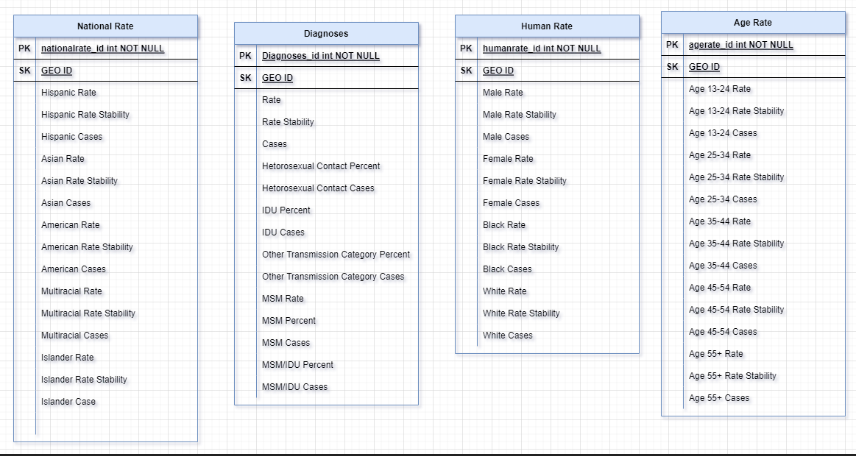 National Rate
PK nationalrate_id int NOT NULL
SK GEO ID
Hispanic Rate
Hispanic Rate Stability
Hispanic Cases
Asian Rate
Asian Rate Stability
Asian Cases
American Rate
American Rate Stability
American Cases
Multiracial Rate
Multiracial Rate Stability
Multiracial Cases
Islander Rate
Islander Rate Stability
Islander Case
Diagnoses
PK Diagnoses_id int NOT NULL
SK GEO ID
Rate
Rate Stability
Cases
Hetorosexual Contact Percent
Hetorosexual Contact Cases
IDU Percent
IDU Cases
Other Transmission Category Percent
Other Transmission Category Cases
MSM Rate
MSM Percent
MSM Cases
MSM/IDU Percent
MSM/IDU Cases
Human Rate
PK humanrate_id int NOT NULL
SK GEO ID
Male Rate
Male Rate Stability
Male Cases
Female Rate
Female Rate Stability
Female Cases
Black Rate
Black Rate Stability
Black Cases
White Rate
White Rate Stability
White Cases
Age Rate
PK agerate_id int NOT NULL
SK GEO ID
Age 13-24 Rate
Age 13-24 Rate Stability
Age 13-24 Cases
Age 25-34 Rate
Age 25-34 Rate Stability
Age 25-34 Cases
Age 35-44 Rate
Age 35-44 Rate Stability
Age 35-44 Cases
Age 45-54 Rate
Age 45-54 Rate Stability
Age 45-54 Cases
Age 55+ Rate
Age 55+ Rate Stability
Age 55+ Cases